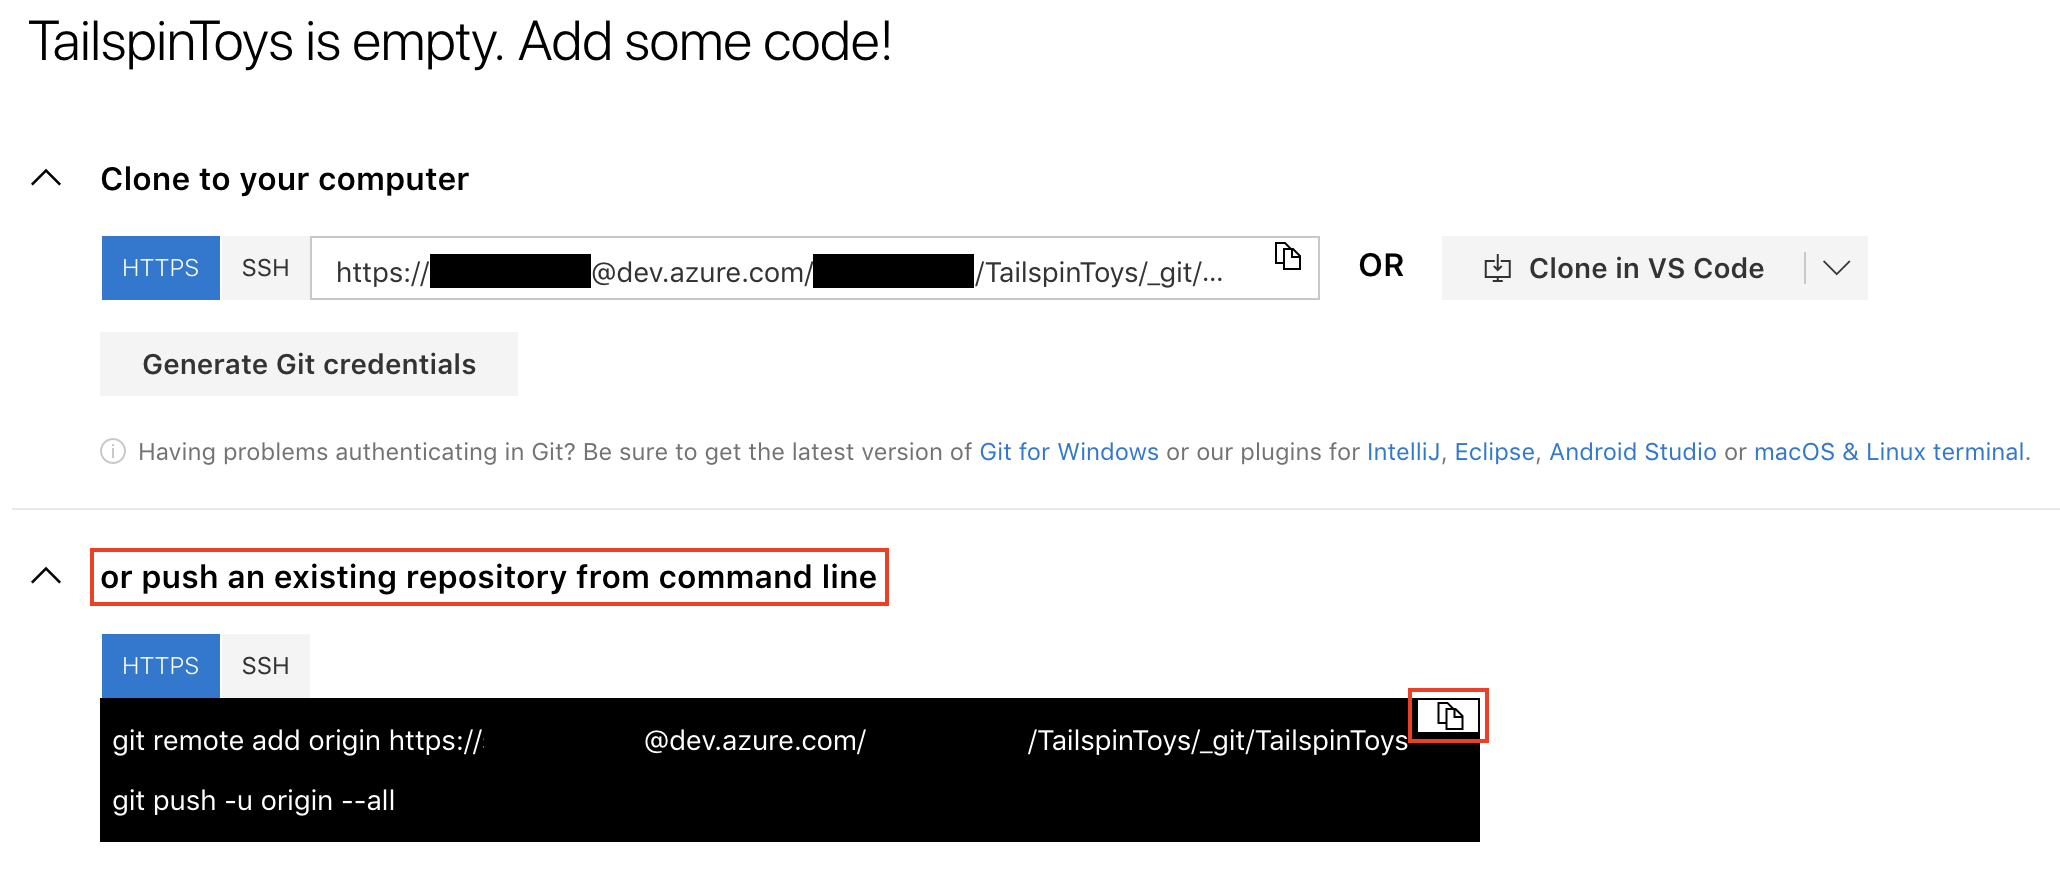 TailspinToys is empty. Add some code!
Clone to your computer
HTTPS SSH https:// @dev.azure.com/ /TailspinToys/_git/... OR Clone in VS Code
Generate Git credentials
Having problems authenticating in Git? Be sure to get the latest version of Git for Windows or our plugins for IntelliJ, Eclipse, Android Studio or macOS & Linux terminal.
or push an existing repository from command line
HTTPS SSH
git remote add origin https:// @dev.azure.com/ /TailspinToys/_git/TailspinToys
git push -u origin --all